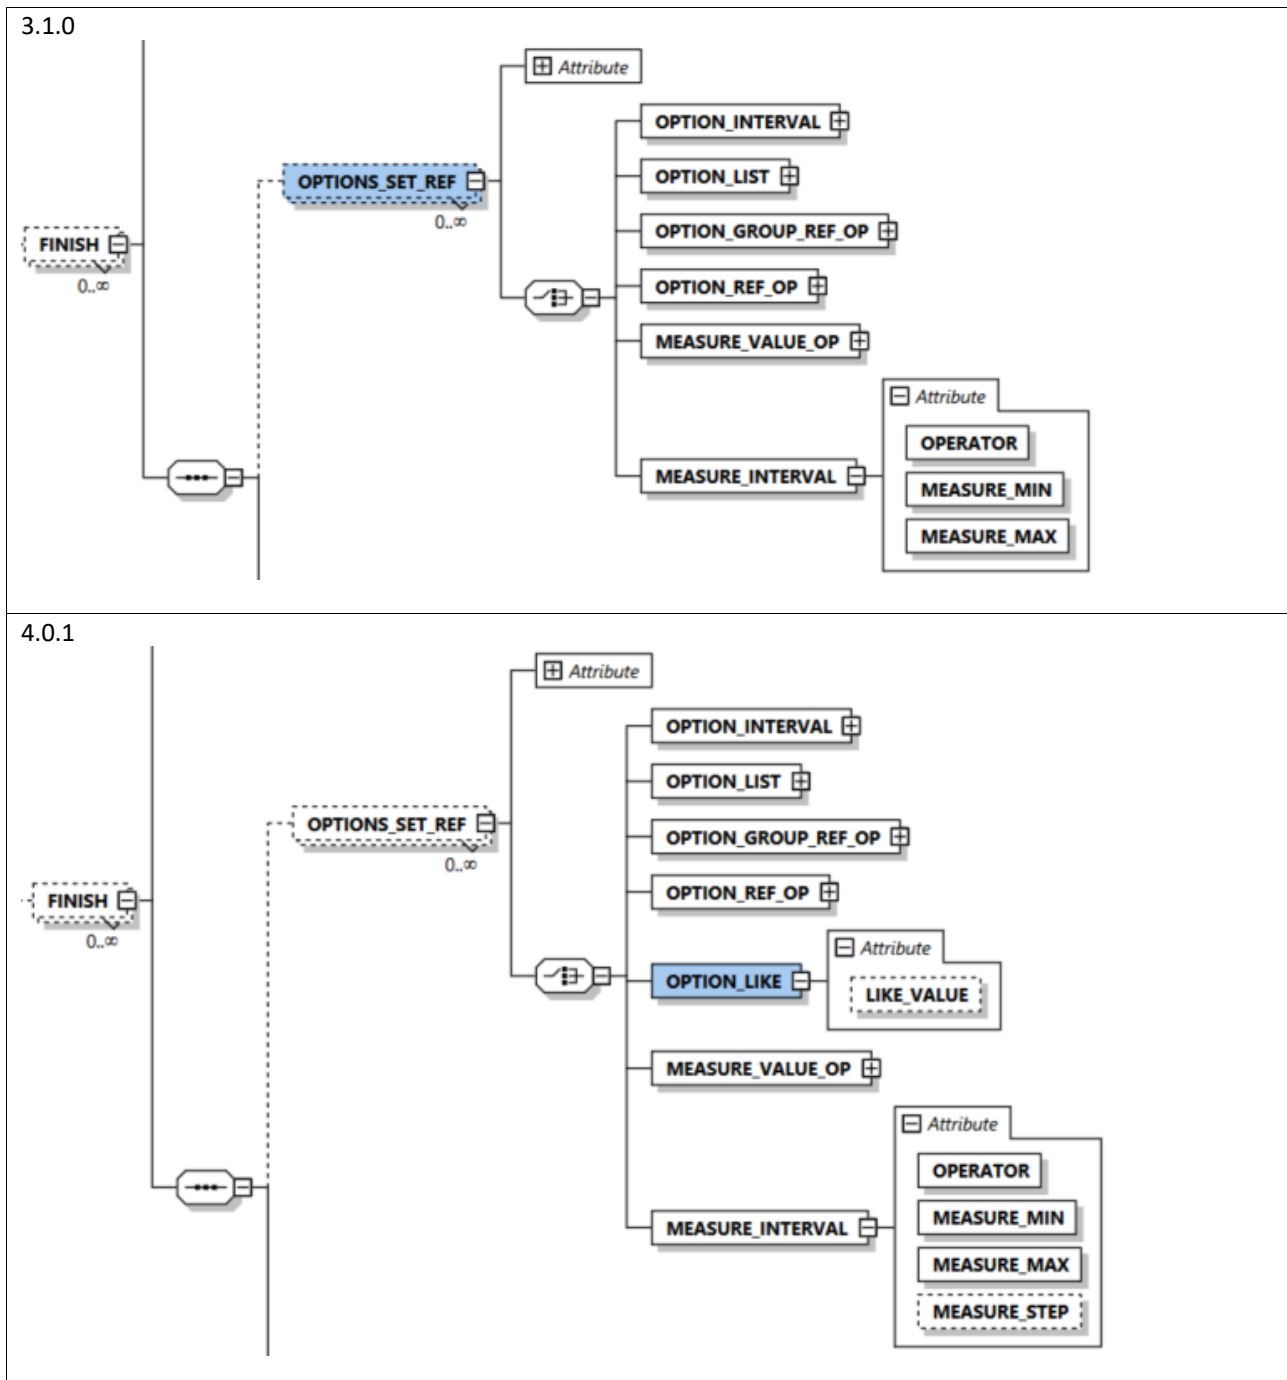 3.1.0
Attribute
OPTION_INTERVAL
OPTION_LIST
OPTIONS_SET_REF
0..∞
OPTION_GROUP_REF_OP
FINISH
0..∞
OPTION_REF_OP
MEASURE_VALUE_OP
Attribute
OPERATOR
MEASURE_INTERVAL
MEASURE_MIN
MEASURE_MAX
4.0.1
Attribute
OPTION_INTERVAL
OPTION_LIST
OPTIONS_SET_REF
0..∞
OPTION_GROUP_REF_OP
OPTION_REF_OP
FINISH
0..∞
Attribute
OPTION_LIKE
LIKE_VALUE
MEASURE_VALUE_OP
Attribute
OPERATOR
MEASURE_INTERVAL
MEASURE_MIN
MEASURE_MAX
MEASURE_STEP